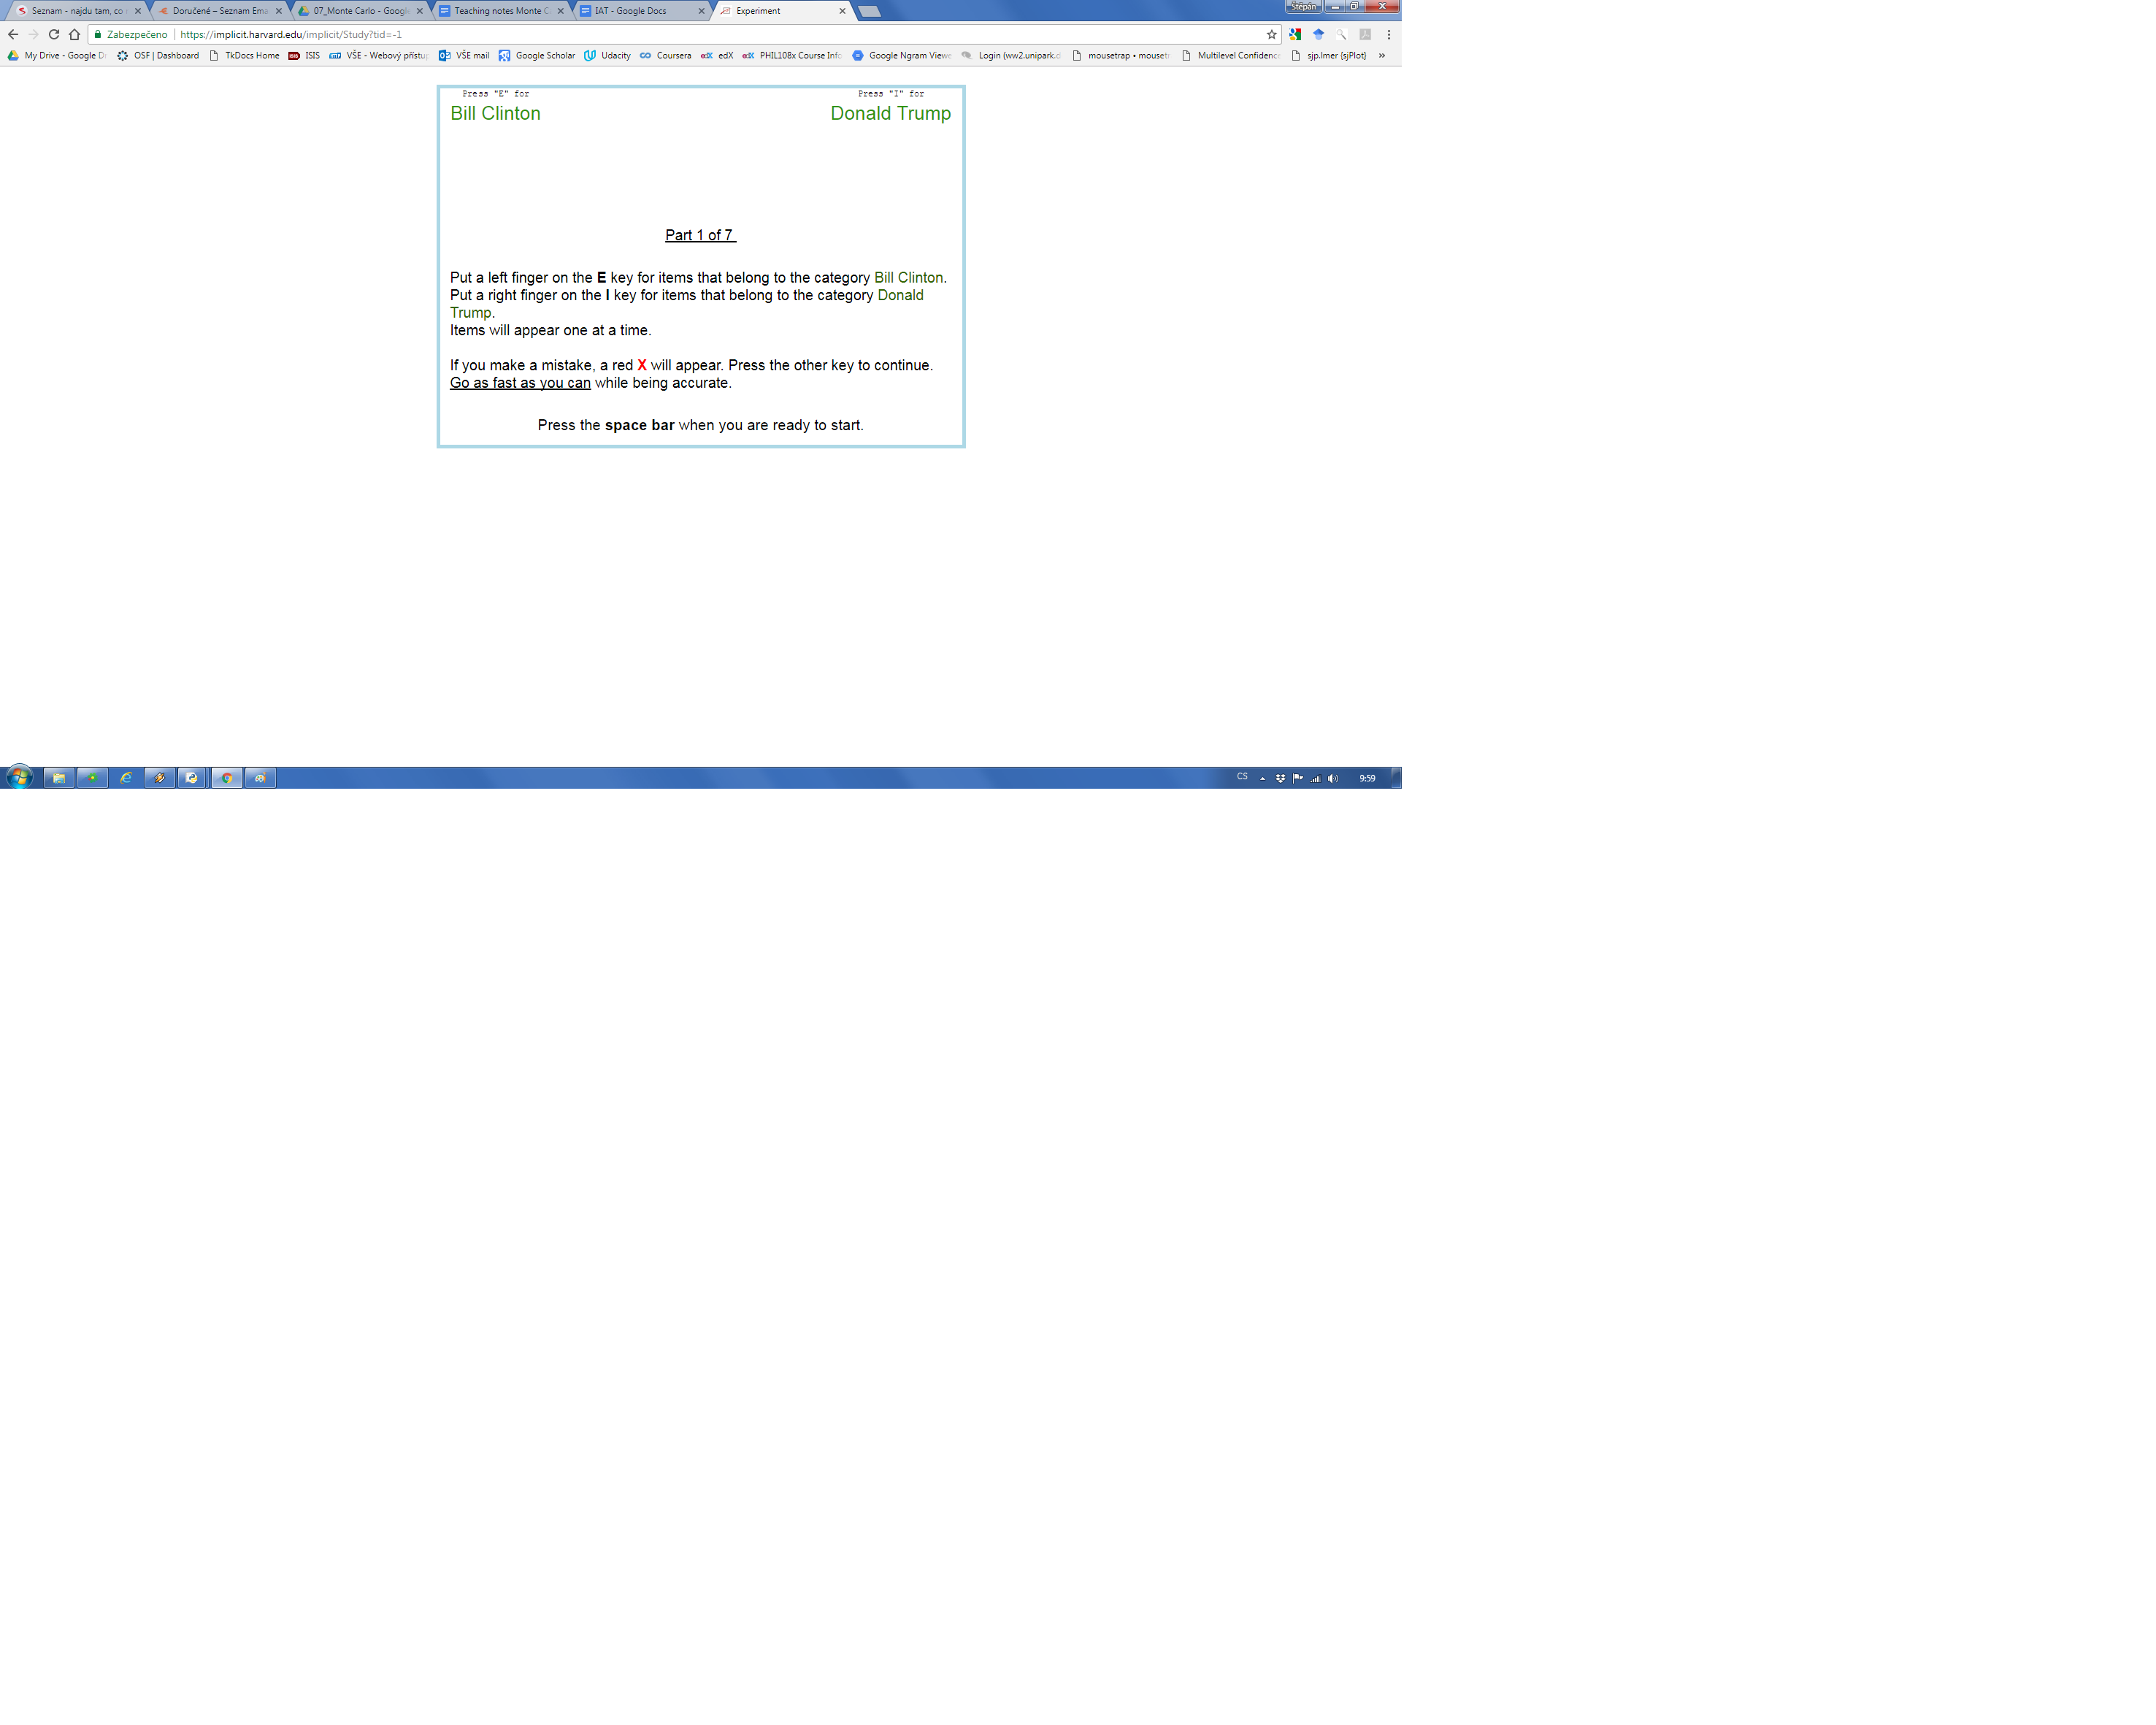 Seznam - najdu tam, co
Doručené – Seznam Ema
07_Monte Carlo - Googl
Teaching notes Monte C
IAT - Google Docs
Experiment
Štěpán
Zabezpečeno https://implicit.harvard.edu/implicit/Study?tid=-1
My Drive - Google D OSF | Dashboard TkDocs Home ISIS VŠE - Webový přístup VŠE mail Google Scholar Udacity Coursera edX PHIL108x Course Info Google Ngram Viewe Login (ww2.unipark.d mousetrap • mouset Multilevel Confidenc sjp.lmer (sjPlot) »
Press "E" for Press "I" for
Bill Clinton Donald Trump
Part 1 of 7
Put a left finger on the E key for items that belong to the category Bill Clinton.
Put a right finger on the I key for items that belong to the category Donald
Trump.
Items will appear one at a time.
If you make a mistake, a red X will appear. Press the other key to continue.
Go as fast as you can while being accurate.
Press the space bar when you are ready to start.
CS 9:59